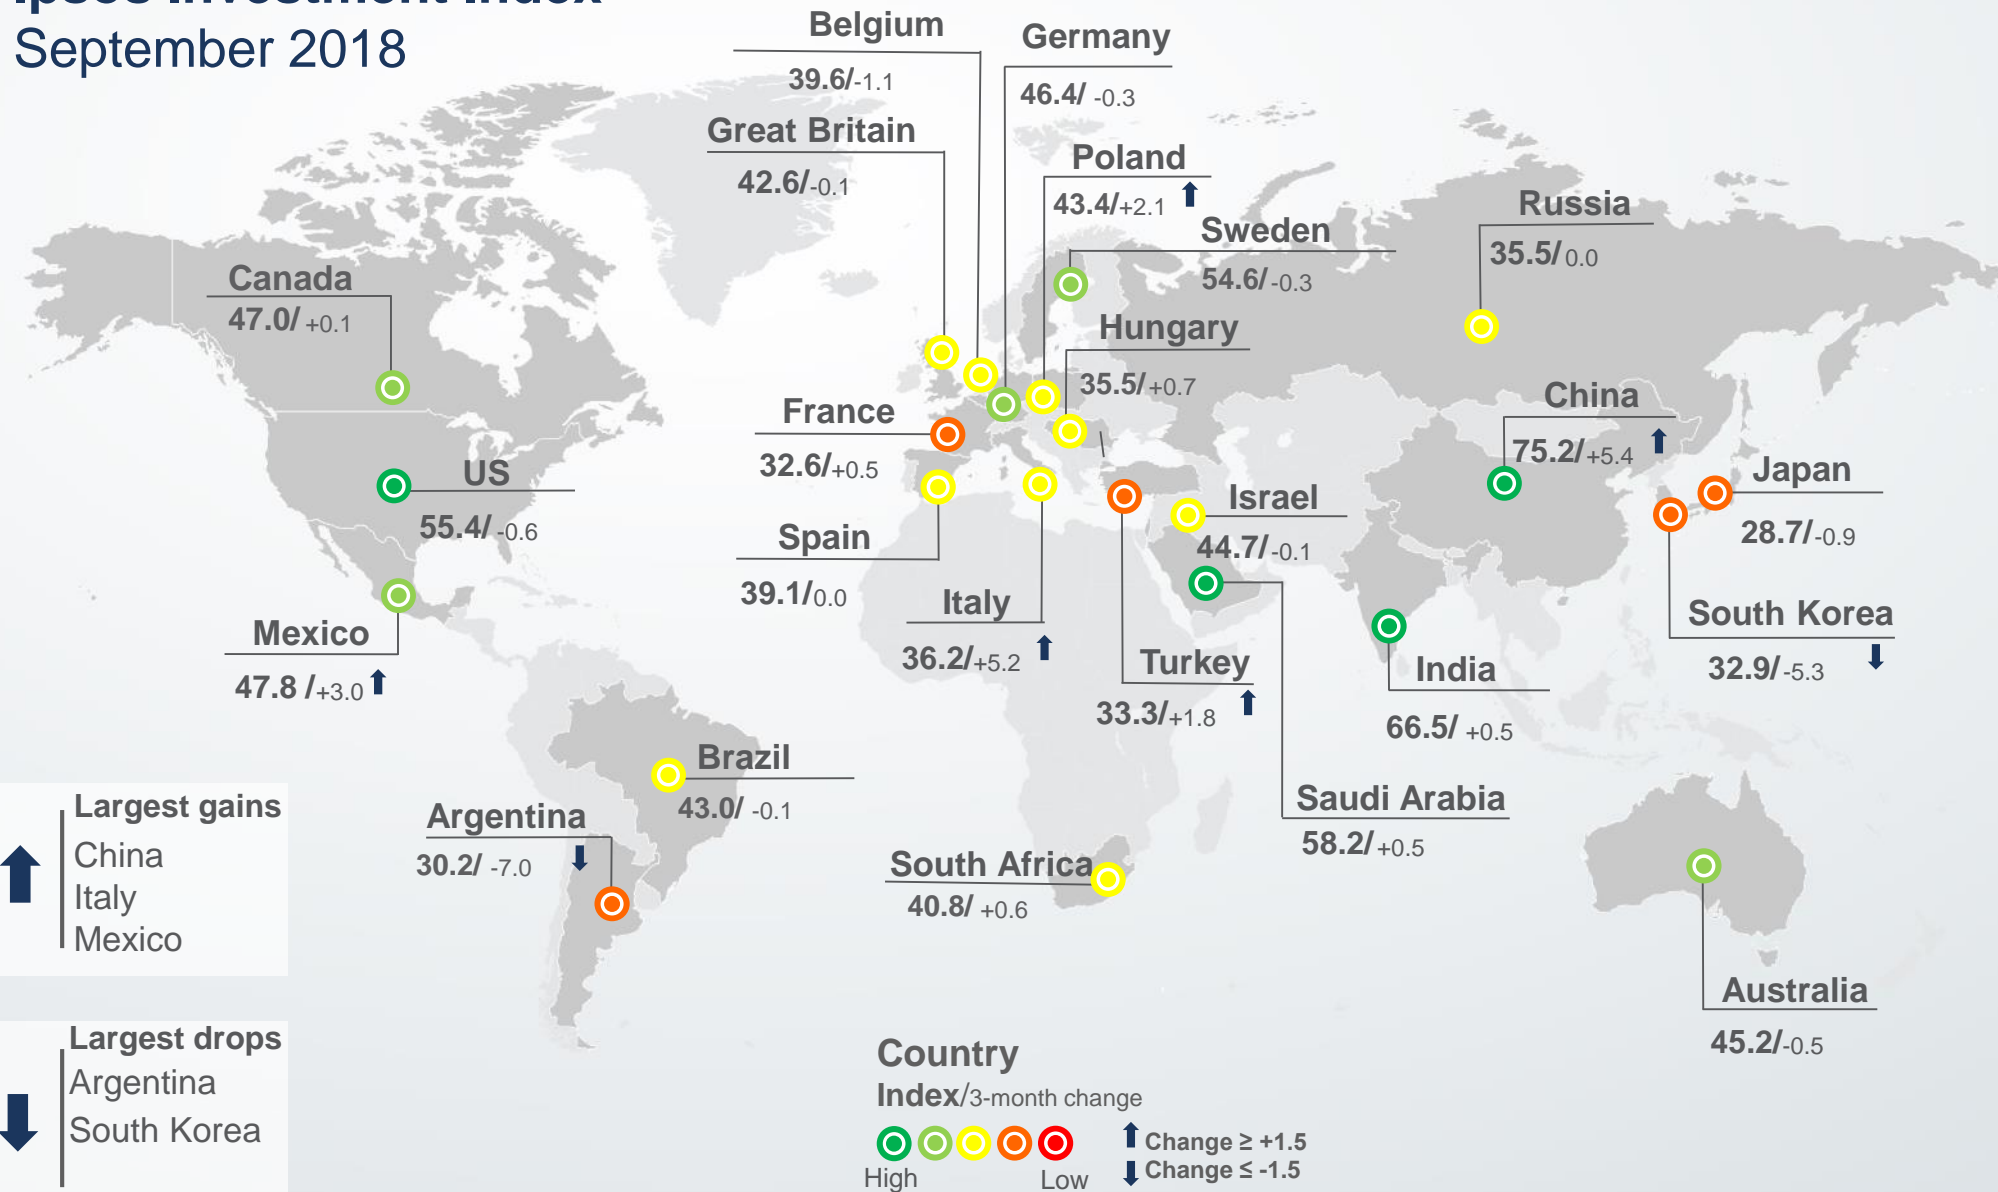 Ipsos Investment Index
September 2018
Belgium
39.6/-1.1
Germany
46.4/ -0.3
Great Britain
42.6/-0.1
Poland
43.4/+2.1
Sweden
54.6/-0.3
Russia
35.5/ 0.0
Canada
47.0/ +0.1
Hungary
35.5/+0.7
France
32.6/+0.5
China
75.2/+5.4
US
55.4/ -0.6
Japan
28.7/-0.9
Israel
44.7/-0.1
Spain
39.1/0.0
Italy
36.2/+5.2
South Korea
32.9/-5.3
Mexico
47.8 /+3.0
Turkey
33.3/+1.8
India
66.5/ +0.5
Brazil
43.0/ -0.1
Argentina
30.2/ -7.0
Saudi Arabia
58.2/+0.5
South Africa
40.8/ +0.6
Australia
45.2/-0.5
Largest gains
China
Italy
Mexico
Largest drops
Argentina
South Korea
Country
Index/3-month change
High
Low
Change ≥ +1.5
Change ≤ -1.5